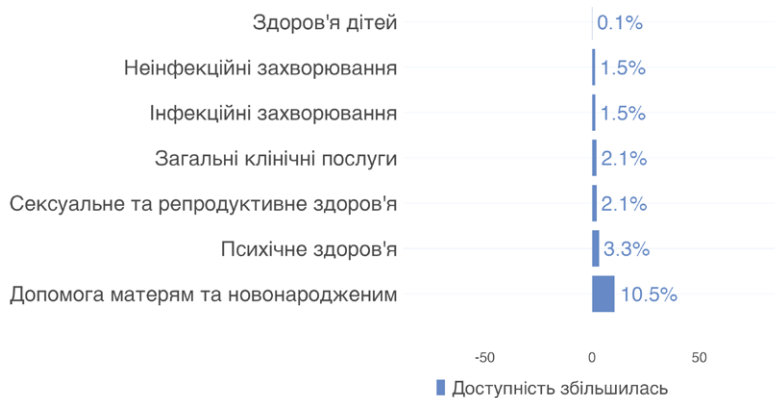 Здоров'я дітей 0.1%
Неінфекційні захворювання 1.5%
Інфекційні захворювання 1.5%
Загальні клінічні послуги 2.1%
Сексуальне та репродуктивне здоров'я 2.1%
Психічне здоров'я 3.3%
Допомога матерям та новонародженим 10.5%
-50 0 50
Доступність збільшилась